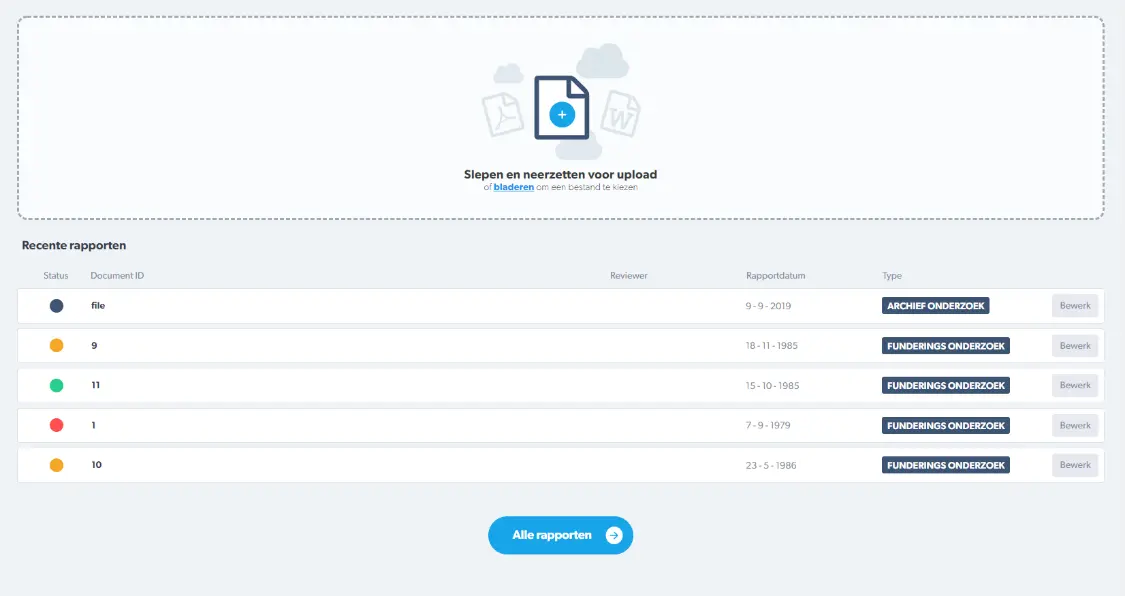 W
Slepen en neerzetten voor upload
of bladeren om een bestand te kiezen
Recente rapporten
Status Document ID Reviewer Rapportdatum Type
file 9 - 9 - 2019 ARCHIEF ONDERZOEK Bewerk
9 18 - 11 - 1985 FUNDERINGS ONDERZOEK Bewerk
11 15 - 10 - 1985 FUNDERINGS ONDERZOEK Bewerk
1 7 - 9 - 1979 FUNDERINGS ONDERZOEK Bewerk
10 23 - 5 - 1986 FUNDERINGS ONDERZOEK Bewerk
Alle rapporten